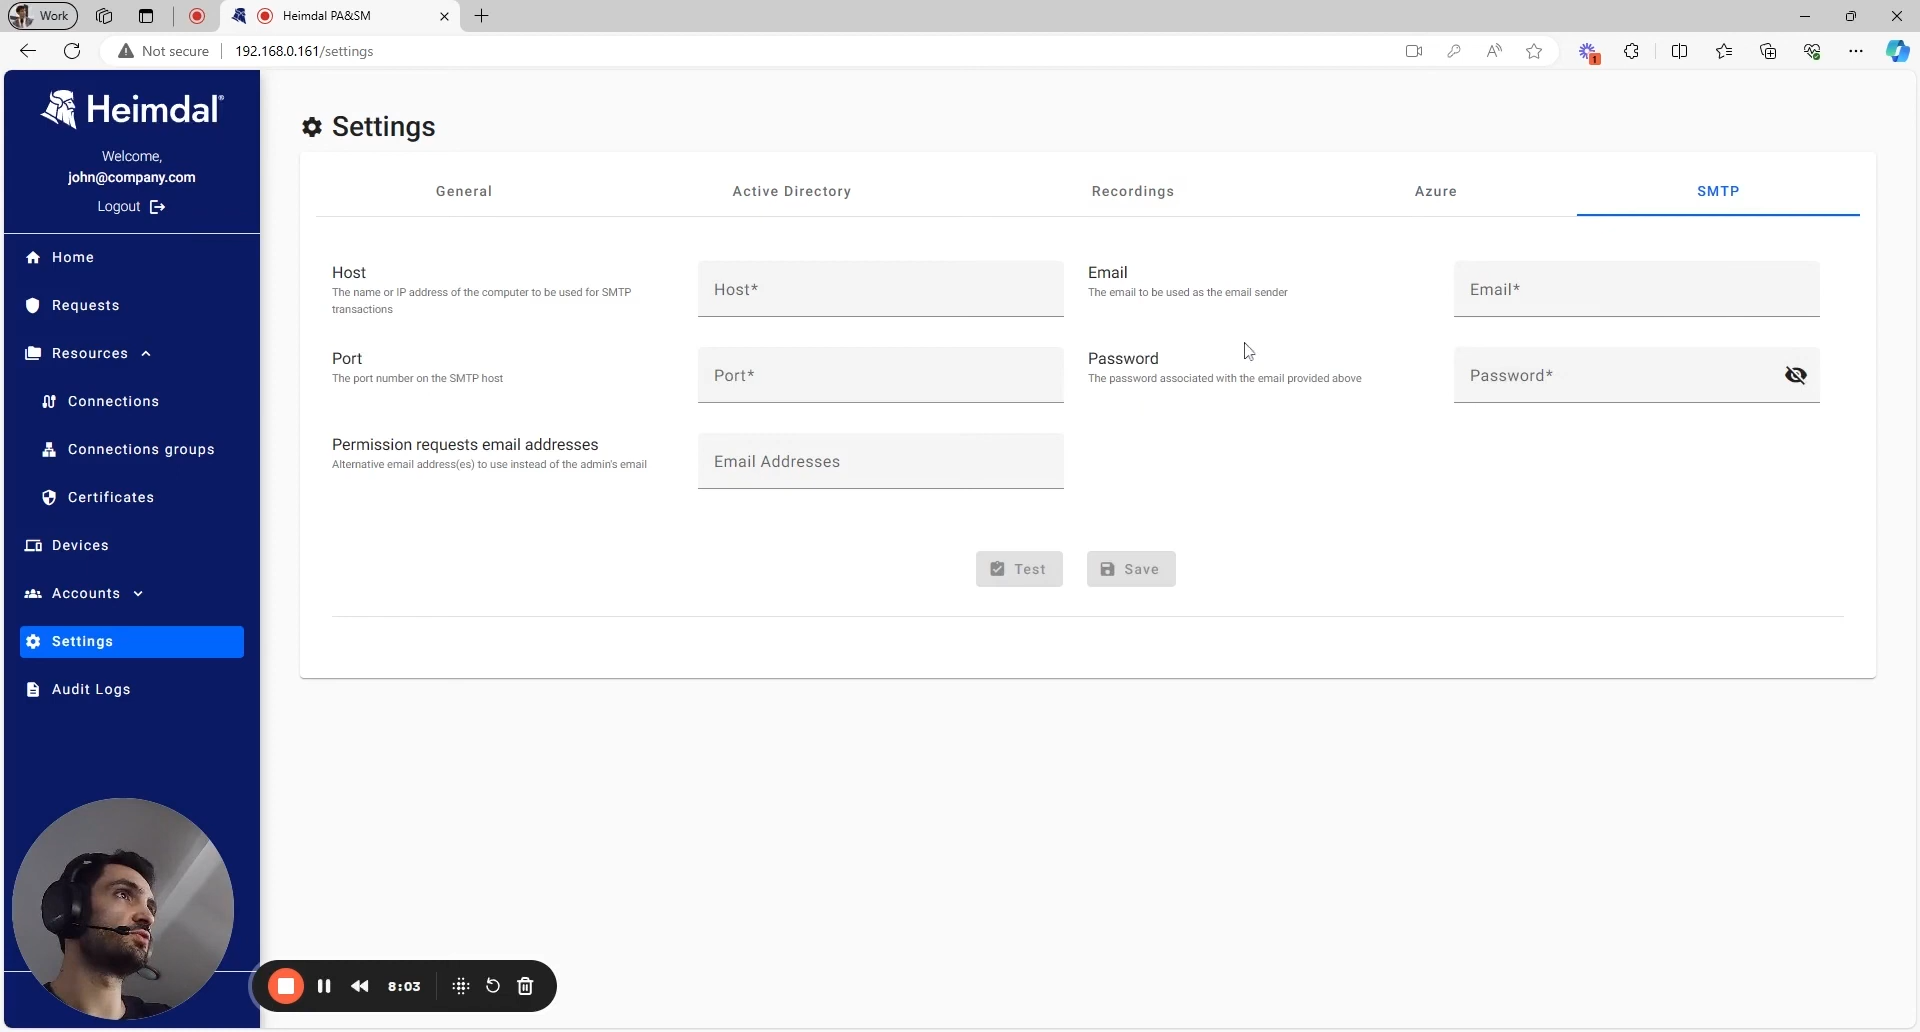 Work
Heimdal PA&SM
Not secure
192.168.0.161/settings
1
Heimdal®
Welcome,
john@company.com
Logout
Home
Requests
Resources
Connections
Connections groups
Certificates
Devices
Accounts
Settings
Audit Logs
Settings
General
Active Directory
Recordings
Azure
SMTP
Host
The name or IP address of the computer to be used for SMTP
transactions
Host*
Email
The email to be used as the email sender
Email*
Port
The port number on the SMTP host
Port*
Password
The password associated with the email provided above
Password*
Permission requests email addresses
Alternative email address(es) to use instead of the admin's email
Email Addresses
Test
Save
8:03